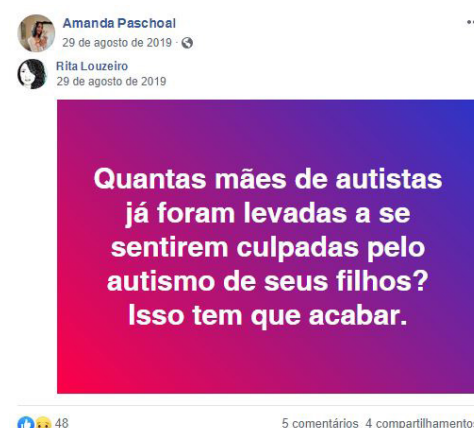 Amanda Paschoal
29 de agosto de 2019 ·
Rita Louzeiro
29 de agosto de 2019
Quantas mães de autistas
já foram levadas a se
sentirem culpadas pelo
autismo de seus filhos?
Isso tem que acabar.
48
5 comentários 4 compartilhamentos